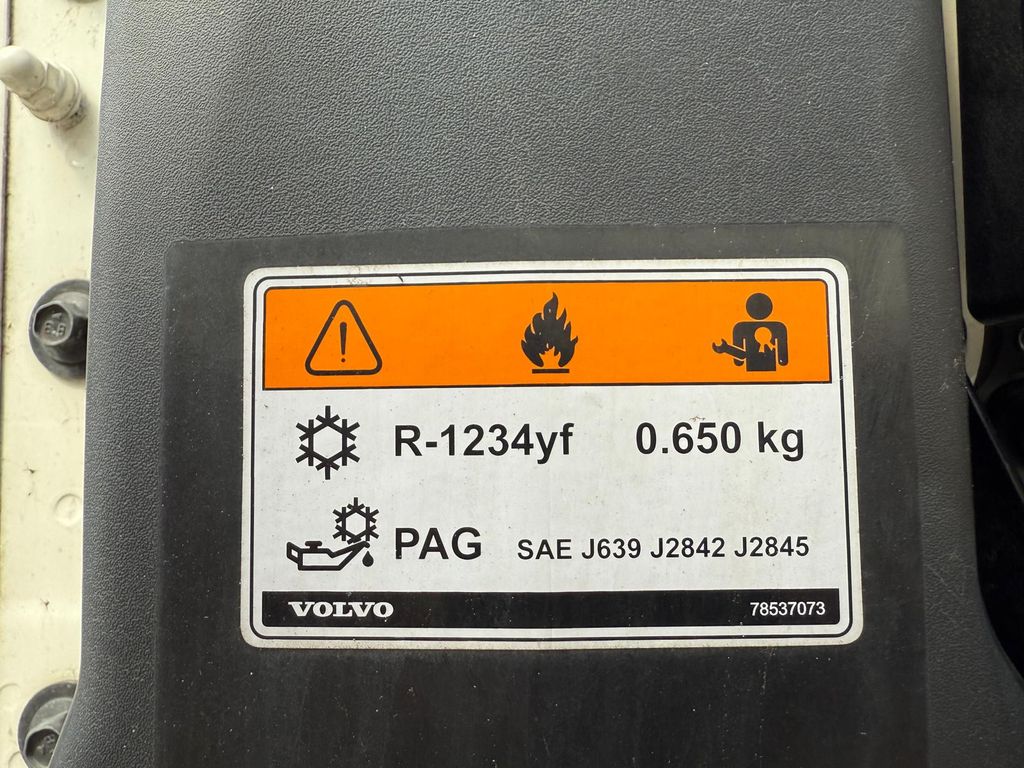 R-1234yf 0.650 kg
PAG SAE J639 J2842 J2845
VOLVO 78537073